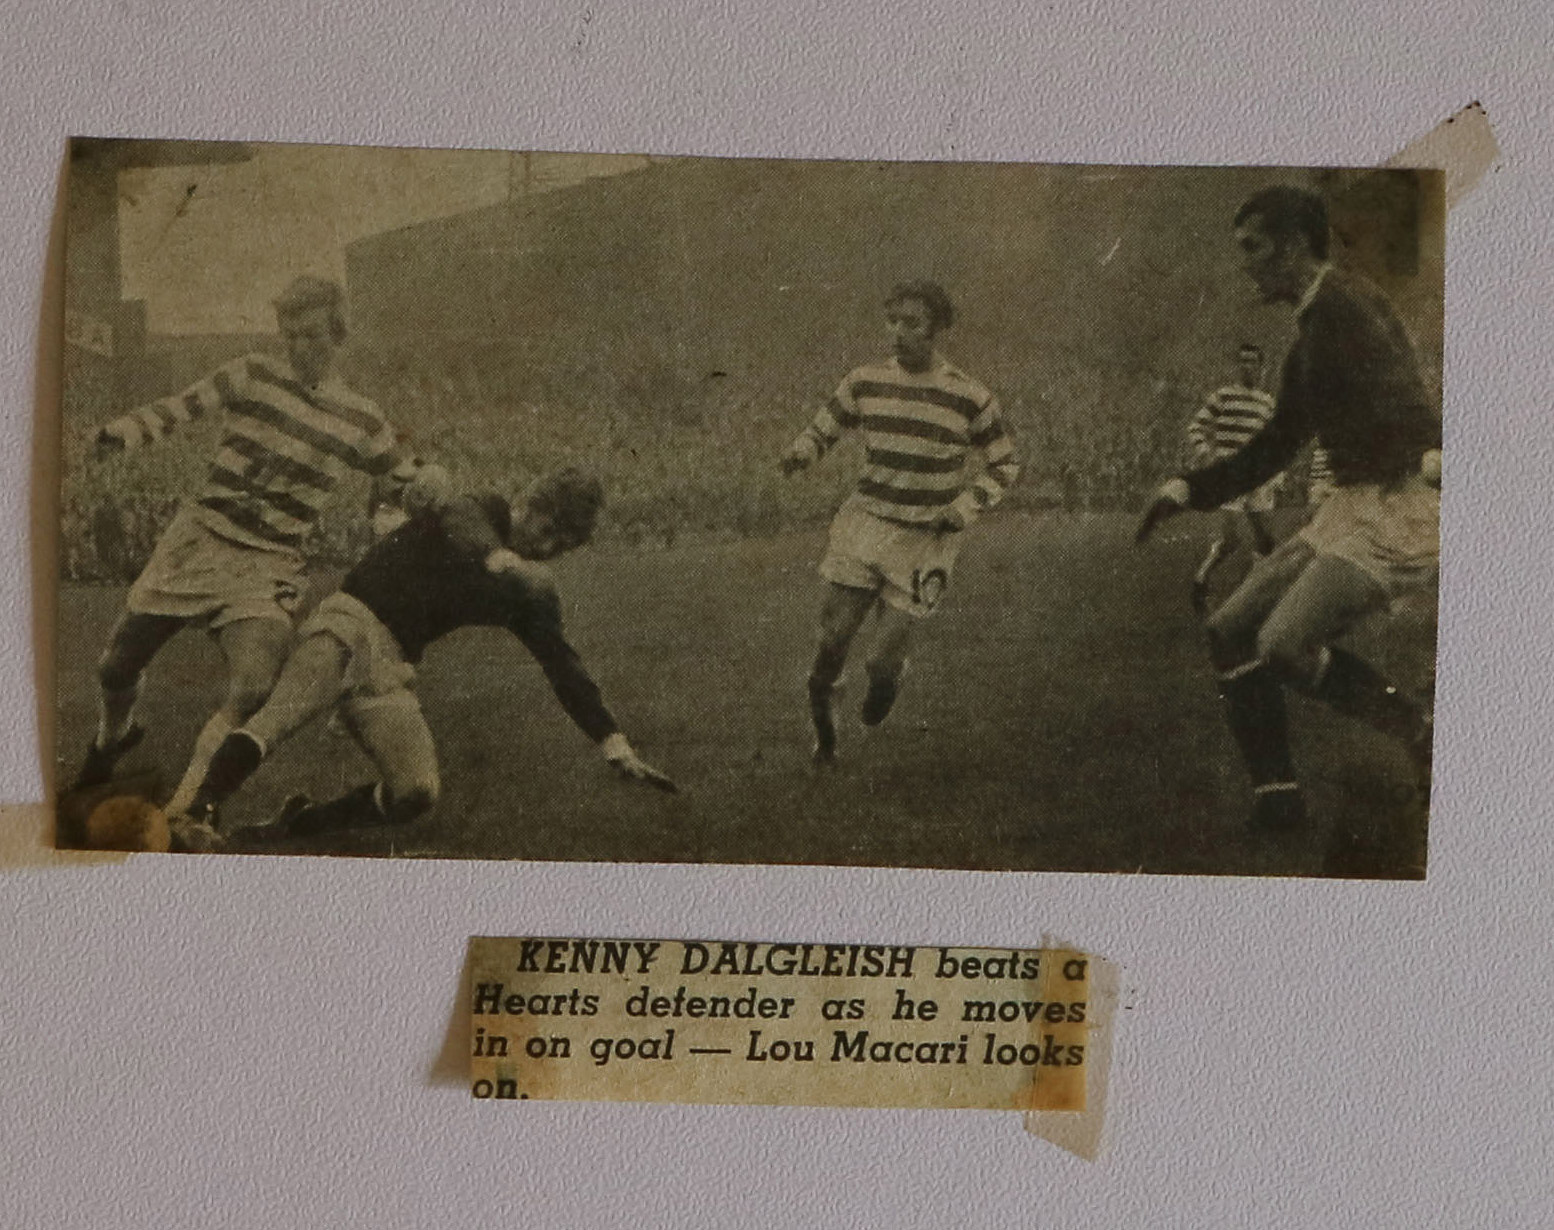 KENNY DALGLEISH beats a
Hearts defender as he moves
in on goal — Lou Macari looks
on.
A